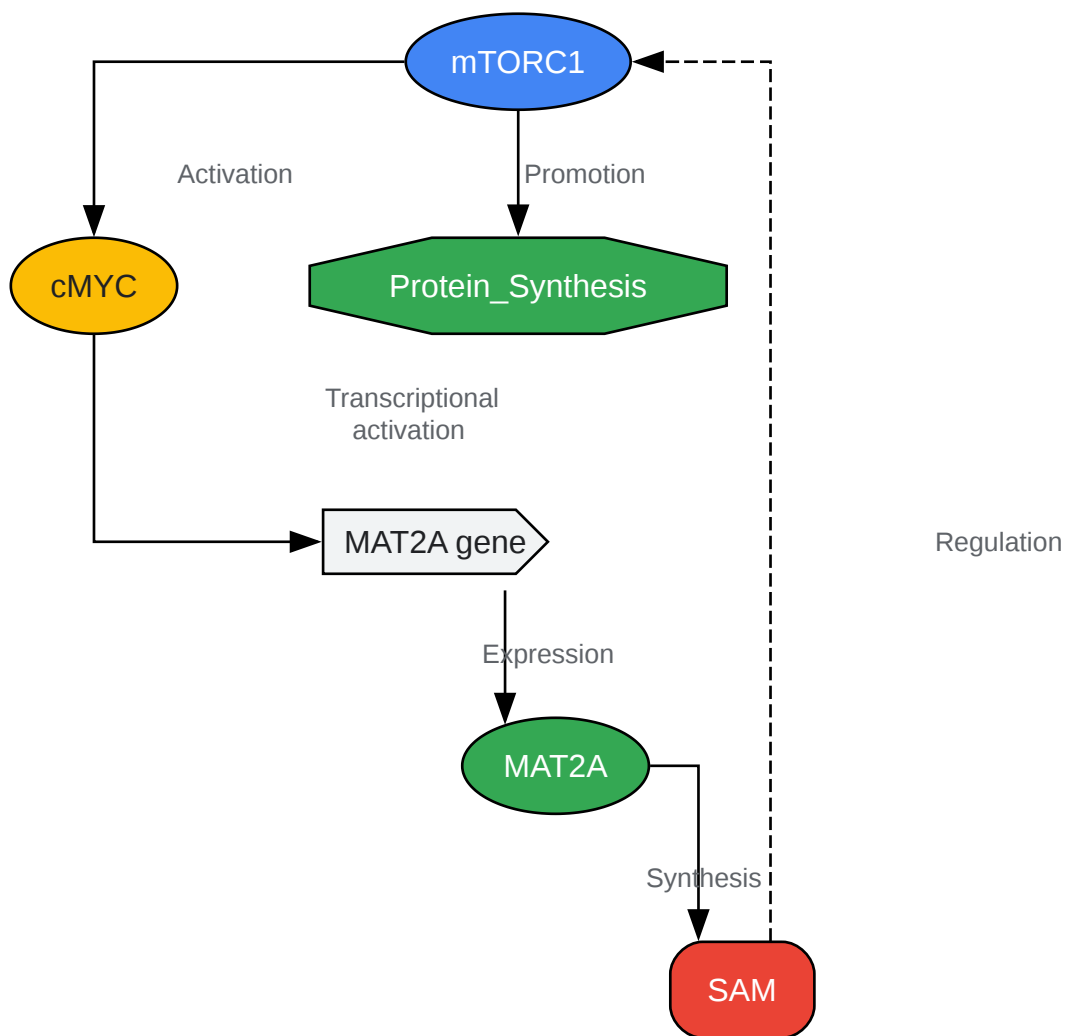 mTORC1
Activation
Promotion
cMYC
Protein_Synthesis
Transcriptional
activation
MAT2A gene
Regulation
Expression
MAT2A
Synthesis
SAM